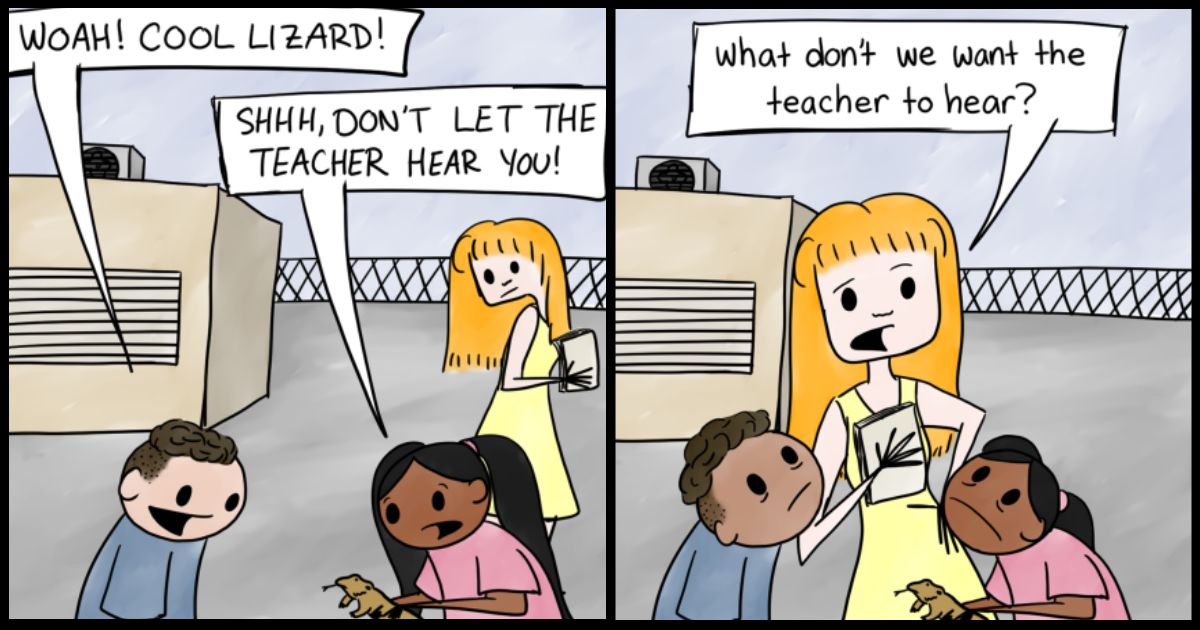 WOAH! COOL LIZARD!
SHHH, DON'T LET THE
TEACHER HEAR YOU!
What don't we want the
teacher to hear?